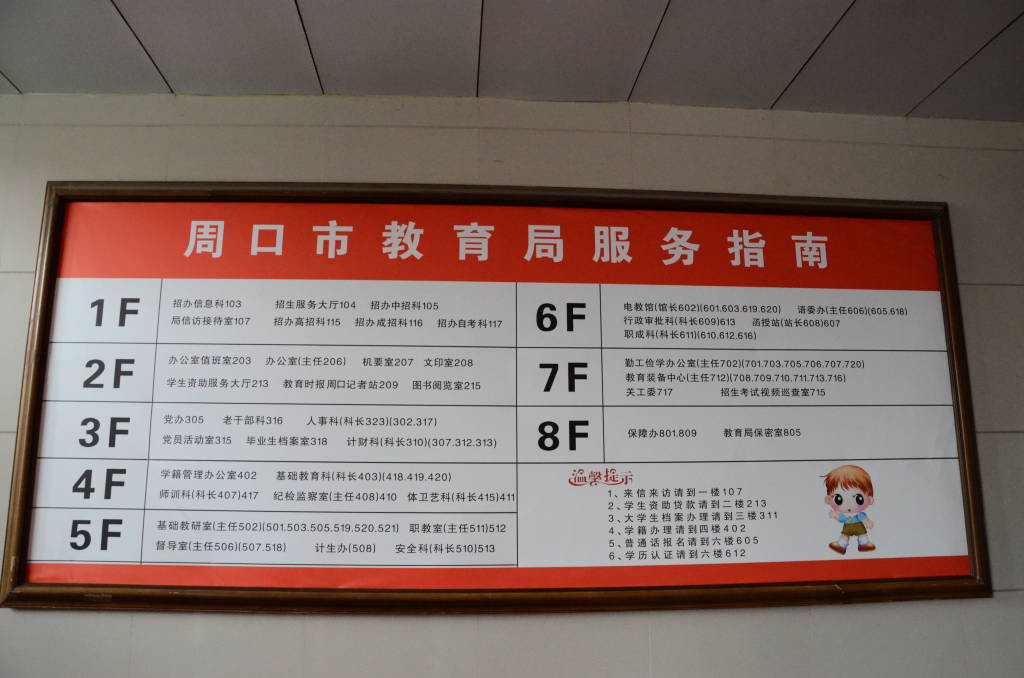 周口市教育局服务指南
1F
招办信息科103 招生服务大厅104 招办中招科105
局信访接待室107 招办高招科115 招办成招科116 招办自考科117
2F
办公室值班室203 办公室(主任206) 机要室207 文印室208
学生资助服务大厅213 教育时报周口记者站209 图书阅览室215
3F
党办305 老干部科316 人事科(科长323)(302.317)
党员活动室315 毕业生档案室318 计财科(科长310)(307.312.313)
4F
学籍管理办公室402 基础教育科(科长403)(418.419.420)
师训科(科长407)417 纪检监察室(主任408)410 体卫艺科(科长415)411
5F
基础教研室(主任502)(501.503.505.519.520.521) 职教室(主任511)512
督导室(主任506)(507.518) 计生办(508) 安全科(科长510)513
6F
电教馆(馆长602)(601.603.619.620) 语委办(主任606)(605.618)
行政审批科(科长609)613 函授站(站长608)607
职成科(科长611)(610.612.616)
7F
勤工俭学办公室(主任702)(701.703.705.706.707.720)
教育装备中心(主任712)(708.709.710.711.713.716)
关工委717 招生考试视频巡查室715
8F
保障办801.809 教育局保密室805
温馨提示
1、来信来访请到一楼107
2、学生资助贷款请到二楼213
3、大学生档案办理请到三楼311
4、学籍办理请到四楼402
5、普通话报名请到六楼605
6、学历认证请到六楼612